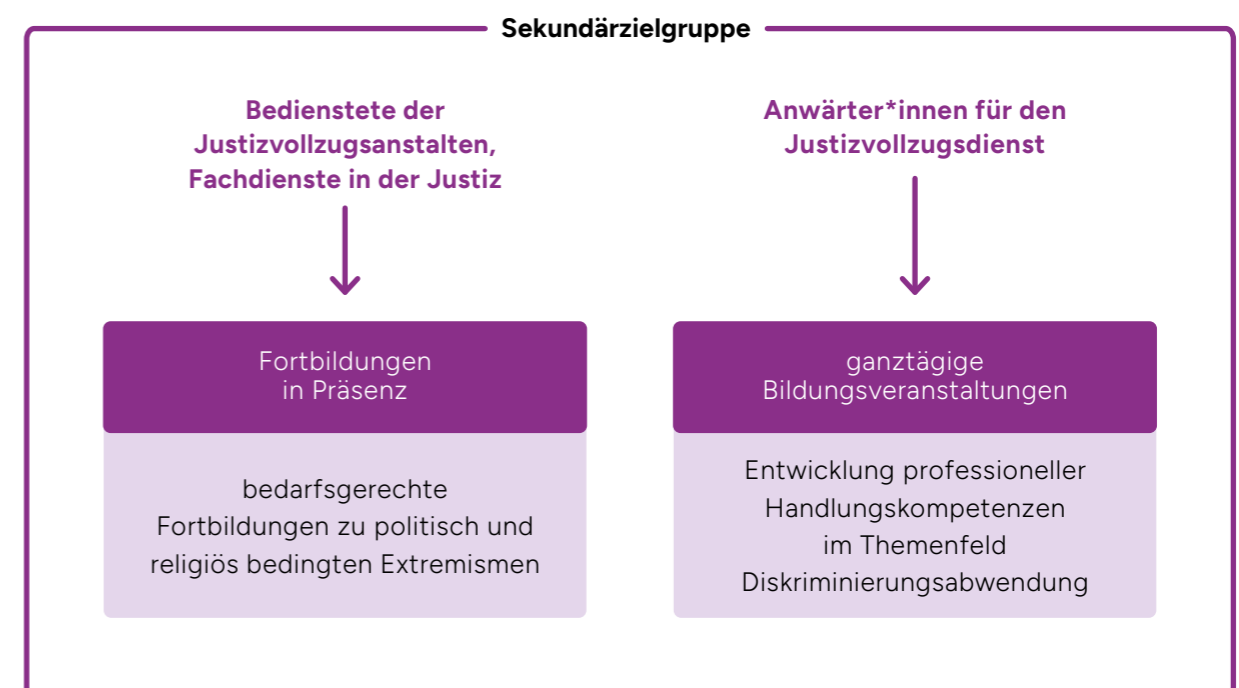 Sekundärzielgruppe
Bedienstete der
Justizvollzugsanstalten,
Fachdienste in der Justiz
Fortbildungen
in Präsenz
bedarfsgerechte
Fortbildungen zu politisch und
religiös bedingten Extremismen
Anwärter*innen für den
Justizvollzugsdienst
ganztägige
Bildungsveranstaltungen
Entwicklung professioneller
Handlungskompetenzen
im Themenfeld
Diskriminierungsabwendung